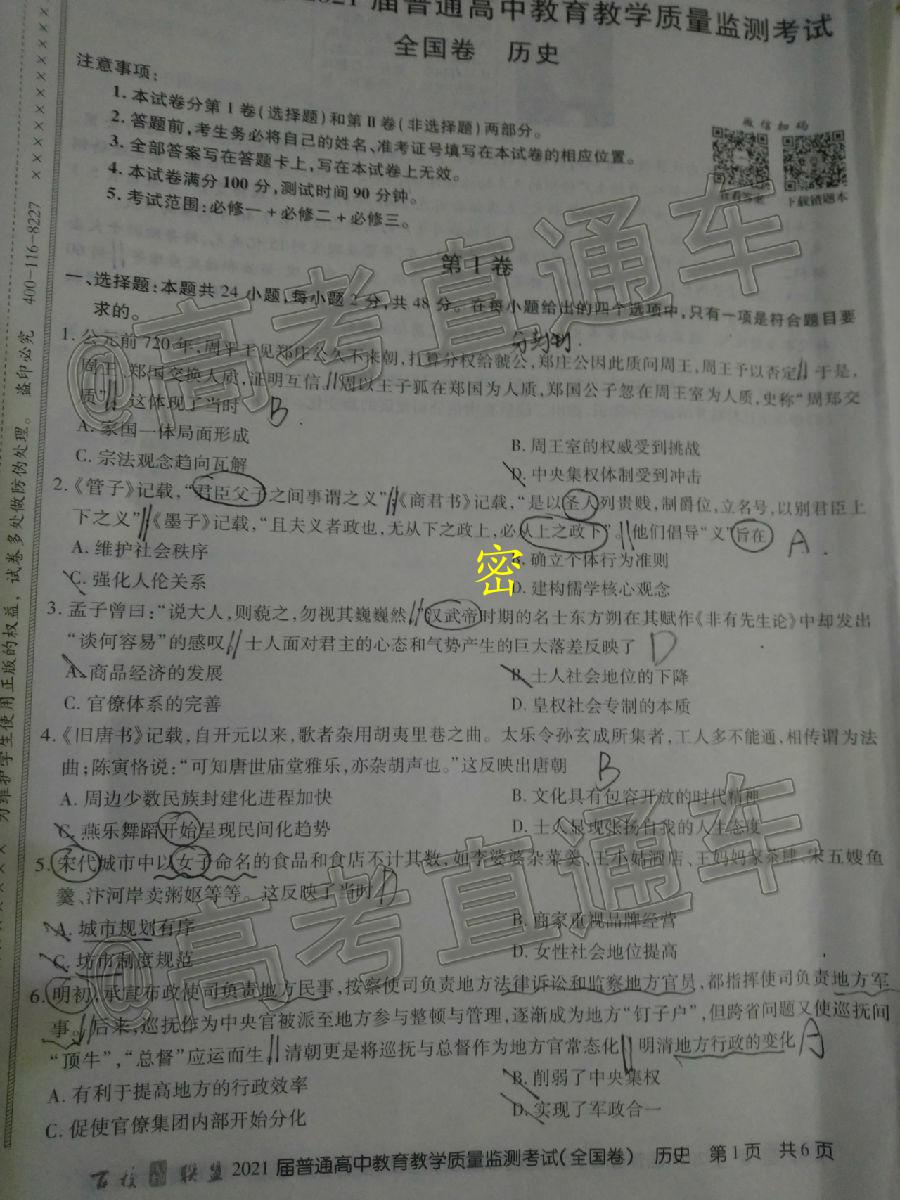 2021届普通高中教育教学质量监测考试
全国卷 历史
注意事项：
1.本试卷分第Ⅰ卷(选择题)和第Ⅱ卷(非选择题)两部分。
2.答题前,考生务必将自己的姓名、准考证号填写在本试卷的相应位置。
3.全部答案写在答题卡上,写在本试卷上无效。
4.本试卷满分100分,测试时间90分钟。
5.考试范围:必修一+必修二+必修三。
微信扫码
查看答案
下载错题本
第Ⅰ卷
一、选择题:本题共24小题,每小题2分,共48分。在每小题给出的四个选项中,只有一项是符合题目要
求的。
1.公元前720年,周平王见郑庄公久不来朝,打算分权给虢公,郑庄公因此质问周王,周王予以否定。于是,
周王、郑国交换人质,证明互信,周以王子狐在郑国为人质,郑国公子忽在周王室为人质,史称“周郑交
质”。这体现了当时 B
A.家国一体局面形成
B.周王室的权威受到挑战
C.宗法观念趋向瓦解
D.中央集权体制受到冲击
2.《管子》记载,“君臣父子之间事谓之义”;《商君书》记载,“是以圣人列贵贱,制爵位,立名号,以别君臣上
下之义”;《墨子》记载,“且夫义者政也,无从下之政上,必从上之政下”。他们倡导“义”旨在 A
A.维护社会秩序
B.确立个体行为准则
C.强化人伦关系
D.建构儒学核心观念
密
3.孟子曾曰:“说大人,则藐之,勿视其巍巍然”;汉武帝时期的名士东方朔在其赋作《非有先生论》中却发出
“谈何容易”的感叹。士人面对君主的心态和气势产生的巨大落差反映了 D
A.商品经济的发展
B.士人社会地位的下降
C.官僚体系的完善
D.皇权社会专制的本质
4.《旧唐书》记载,自开元以来,歌者杂用胡夷里巷之曲。太乐令孙玄成所集者,工人多不能通,相传谓为法
曲;陈寅恪说:“可知唐世庙堂雅乐,亦杂胡声也。”这反映出唐朝 B
A.周边少数民族封建化进程加快
B.文化具有包容开放的时代精神
C.燕乐舞蹈开始呈现民间化趋势
D.士人展现张扬自我的人生态度
5.宋代城市中以女子命名的食品和食店不计其数,如李婆婆杂菜羹、王小姑酒店、王妈妈家茶肆、宋五嫂鱼
羹、汴河岸卖粥妪等等。这反映了当时 D
A.城市规划有序
B.商家重视品牌经营
C.坊市制度规范
D.女性社会地位提高
6.明初,承宣布政使司负责地方民事,按察使司负责地方法律诉讼和监察地方官员,都指挥使司负责地方军
事。后来,巡抚作为中央官被派至地方参与整顿与管理,逐渐成为地方“钉子户”,但跨省问题又使巡抚间
“顶牛”,“总督”应运而生。清朝更是将巡抚与总督作为地方官常态化。明清地方行政的变化 A
A.有利于提高地方的行政效率
B.削弱了中央集权
C.促使官僚集团内部开始分化
D.实现了军政合一
百校联盟 2021届普通高中教育教学质量监测考试(全国卷) 历史 第1页 共6页
为维护学生使用正版的权益,试卷多处做防伪处理。 盗印必究 400-116-8227
@高考直通车
@高考直通车